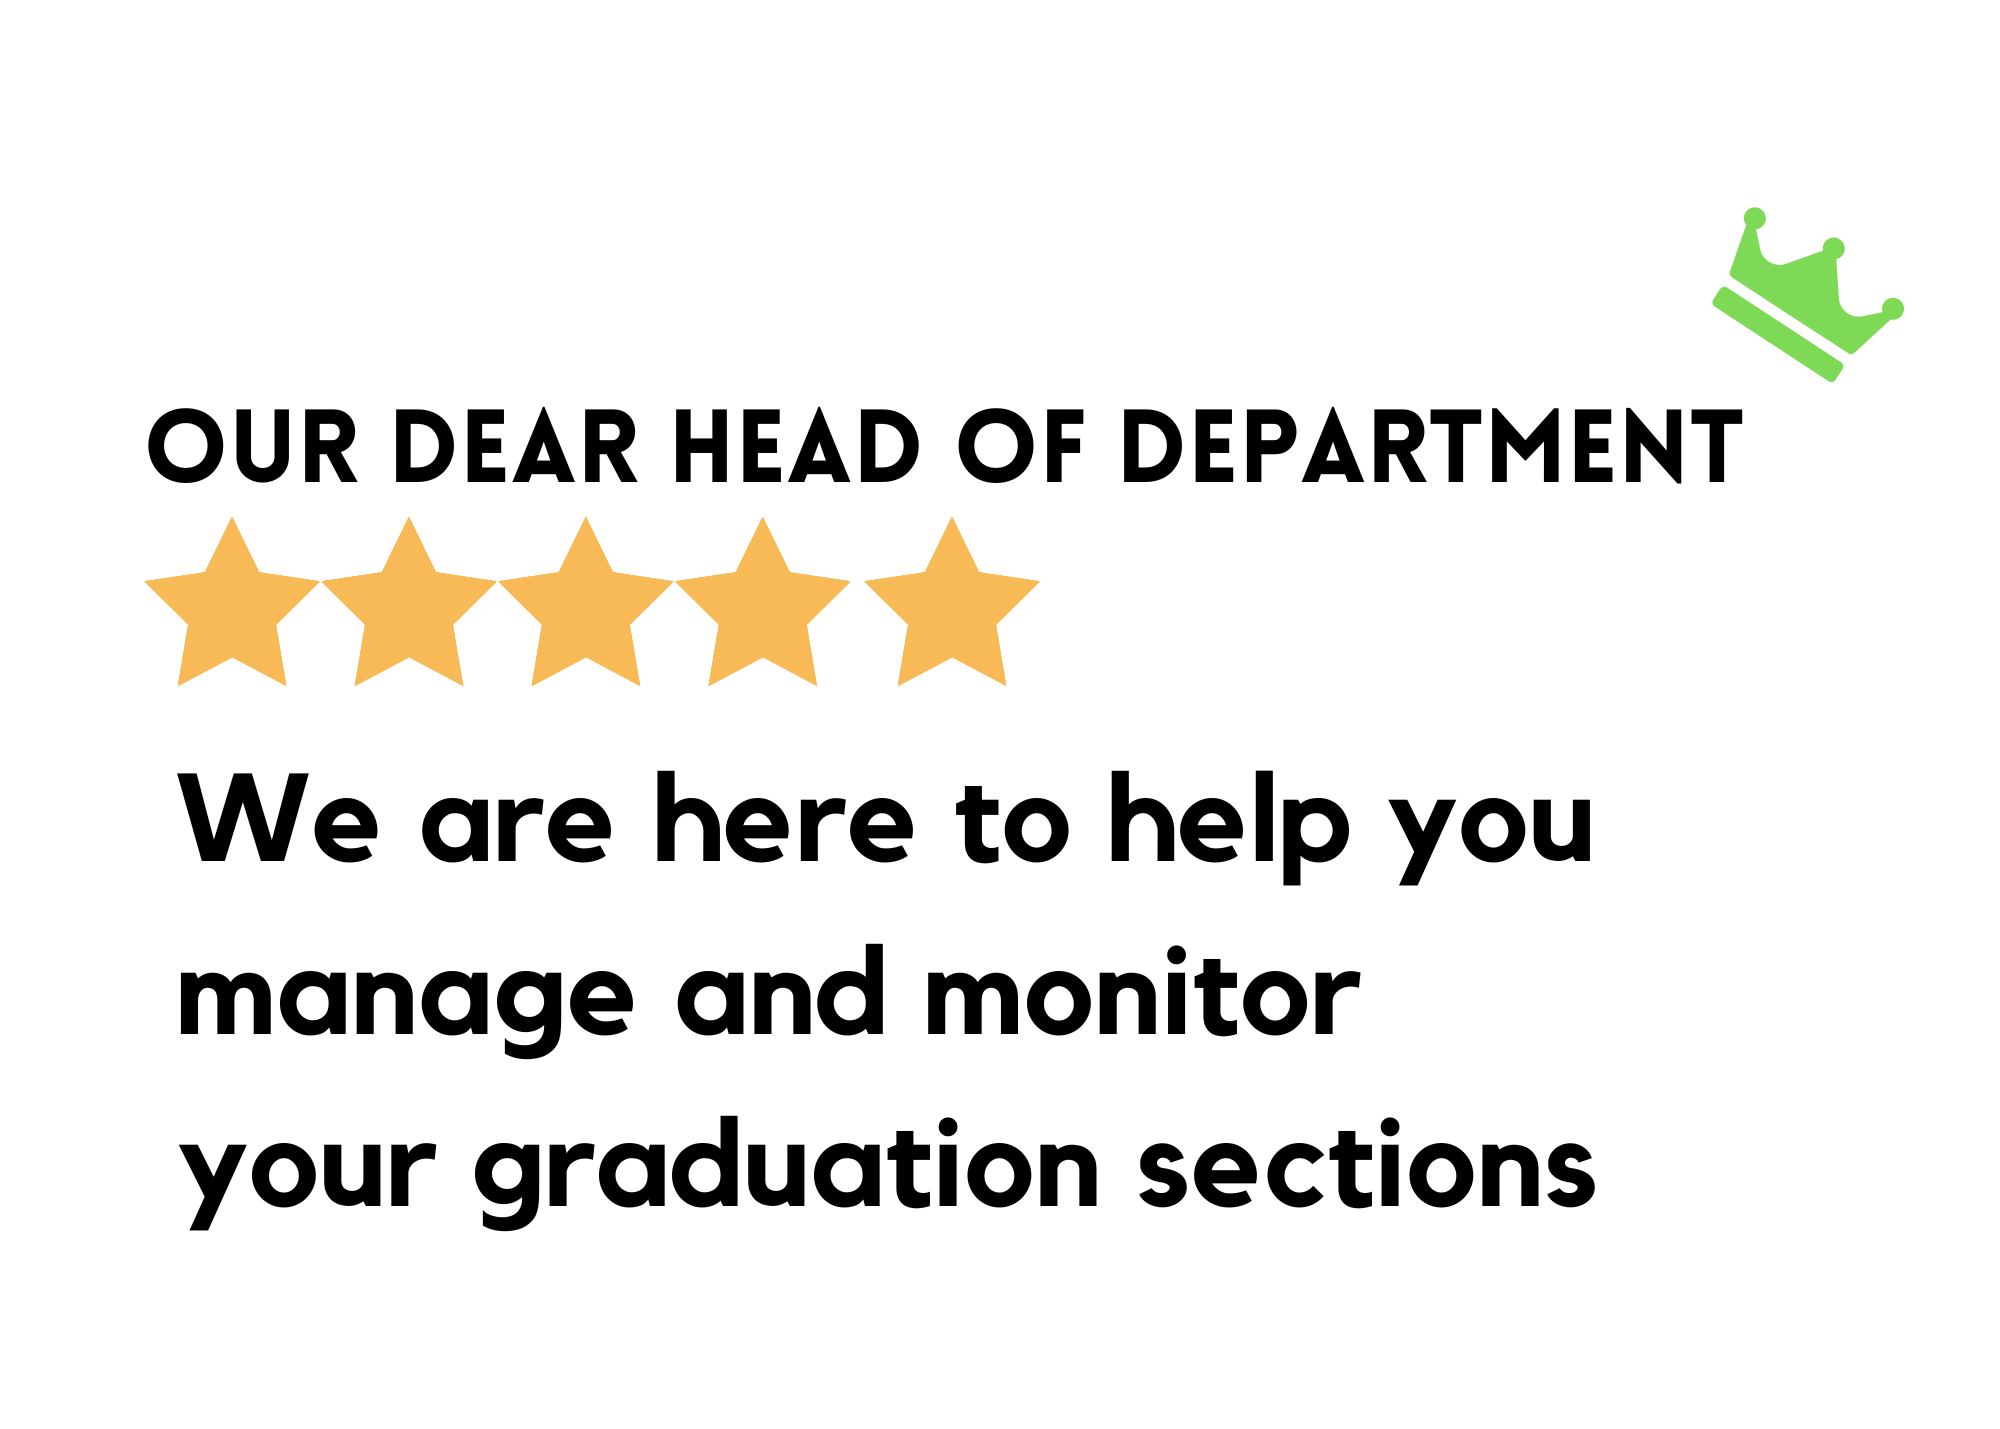 OUR DEAR HEAD OF DEPARTMENT
We are here to help you
manage and monitor
your graduation sections